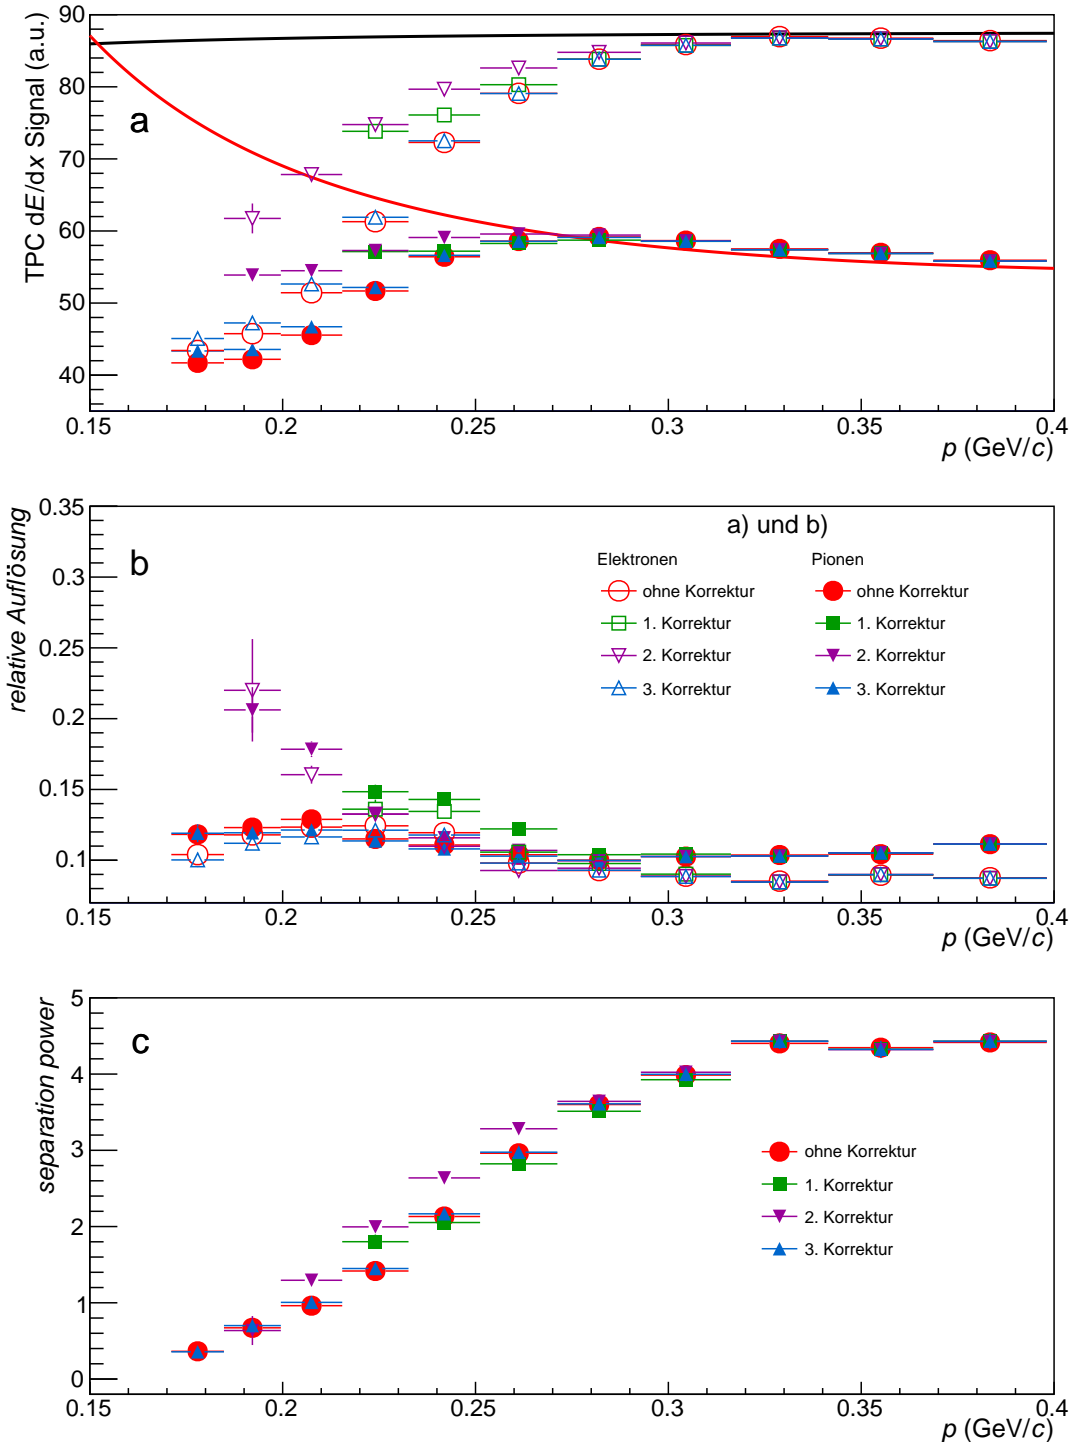 TPC dE/dx Signal (a.u.)
90
80
70
60
50
40
a
0.15
0.2
0.25
0.3
0.35
0.4
p (GeV/c)
relative Auflösung
0.35
0.3
0.25
0.2
0.15
0.1
b
a) und b)
Elektronen
Pionen
ohne Korrektur
ohne Korrektur
1. Korrektur
1. Korrektur
2. Korrektur
2. Korrektur
3. Korrektur
3. Korrektur
0.15
0.2
0.25
0.3
0.35
0.4
p (GeV/c)
separation power
5
4
3
2
1
0
c
ohne Korrektur
1. Korrektur
2. Korrektur
3. Korrektur
0.15
0.2
0.25
0.3
0.35
0.4
p (GeV/c)